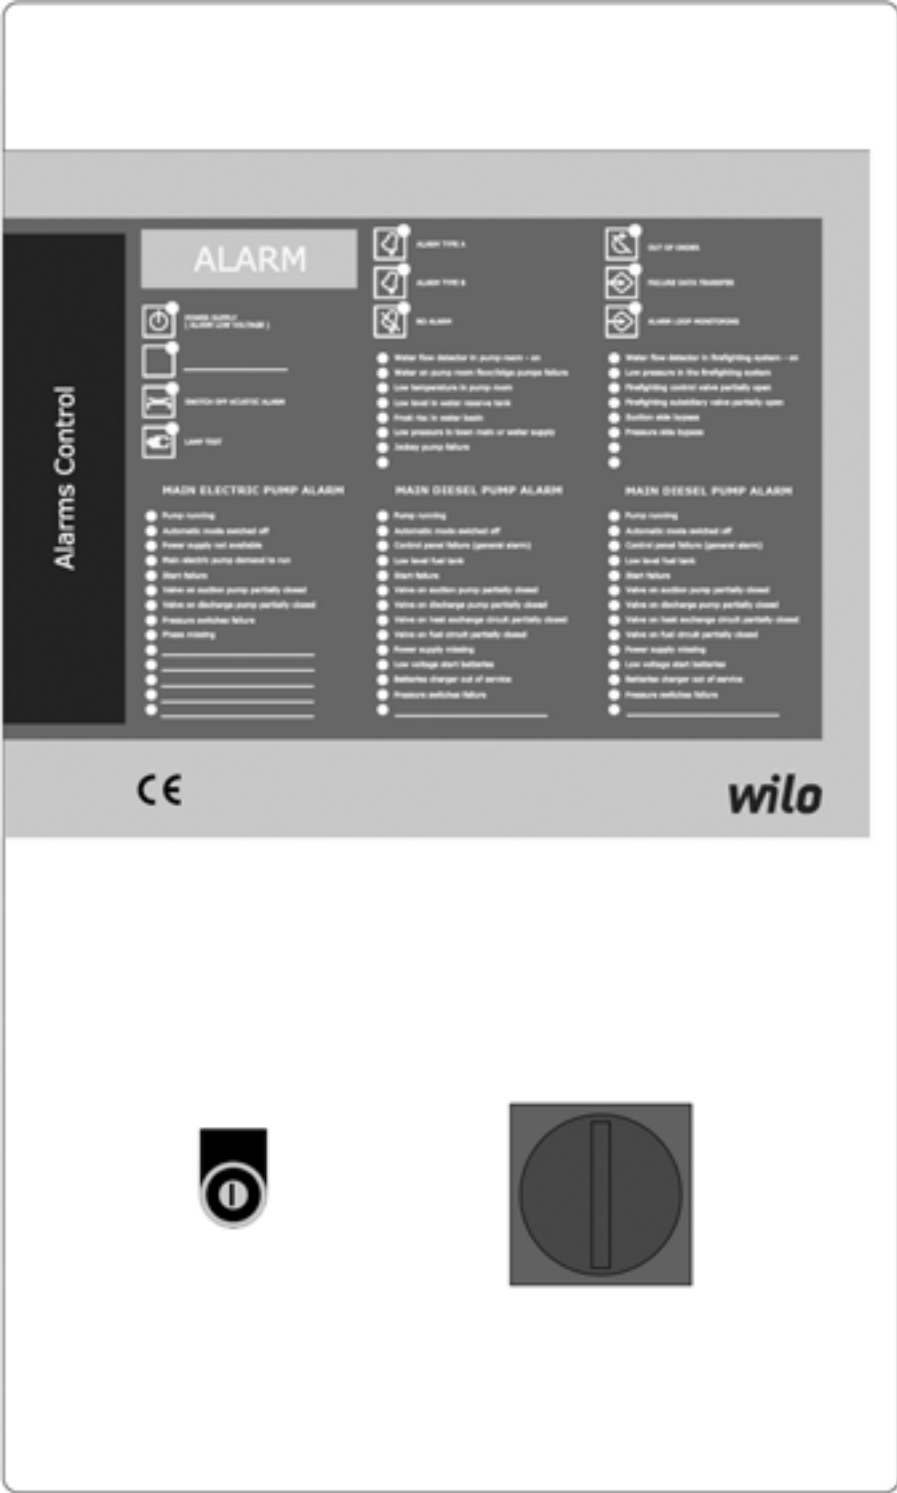 Alarms Control
ALARM
POWER SUPPLY
( ALARM LOW VOLTAGE )
SWITCH OFF ACUSTIC ALARM
LAMP TEST
ALARM TYPE A
ALARM TYPE B
NO ALARM
OUT OF ORDER
FAILURE DATA TRANSFER
ALARM LOOP MONITORING
Water flow detector in pump room - on
Water on pump room floor/idge pumps failure
Low temperature in pump room
Low level in water reserve tank
Frost risc in water basin
Low pressure in town main or water supply
Jockey pump failure
Water flow detector in firefighting system - on
Low pressure in the firefighting system
Firefighting control valve partially open
Firefighting subsidiary valve partially open
Suction side bypass
Pressure side bypass
MAIN ELECTRIC PUMP ALARM
Pump running
Automatic mode switched off
Power supply not available
Main electric pump demand to run
Start failure
Valve on suction pump partially closed
Valve on discharge pump partially closed
Pressure switches failure
Phase missing
MAIN DIESEL PUMP ALARM
Pump running
Automatic mode switched off
Control panel failure (general alarm)
Low level fuel tank
Start failure
Valve on suction pump partially closed
Valve on discharge pump partially closed
Valve on heat exchange circuit partially closed
Valve on fuel circuit partially closed
Power supply missing
Low voltage start batteries
Batteries charger out of service
Pressure switches failure
MAIN DIESEL PUMP ALARM
Pump running
Automatic mode switched off
Control panel failure (general alarm)
Low level fuel tank
Start failure
Valve on suction pump partially closed
Valve on discharge pump partially closed
Valve on heat exchange circuit partially closed
Valve on fuel circuit partially closed
Power supply missing
Low voltage start batteries
Batteries charger out of service
Pressure switches failure
CE
wilo